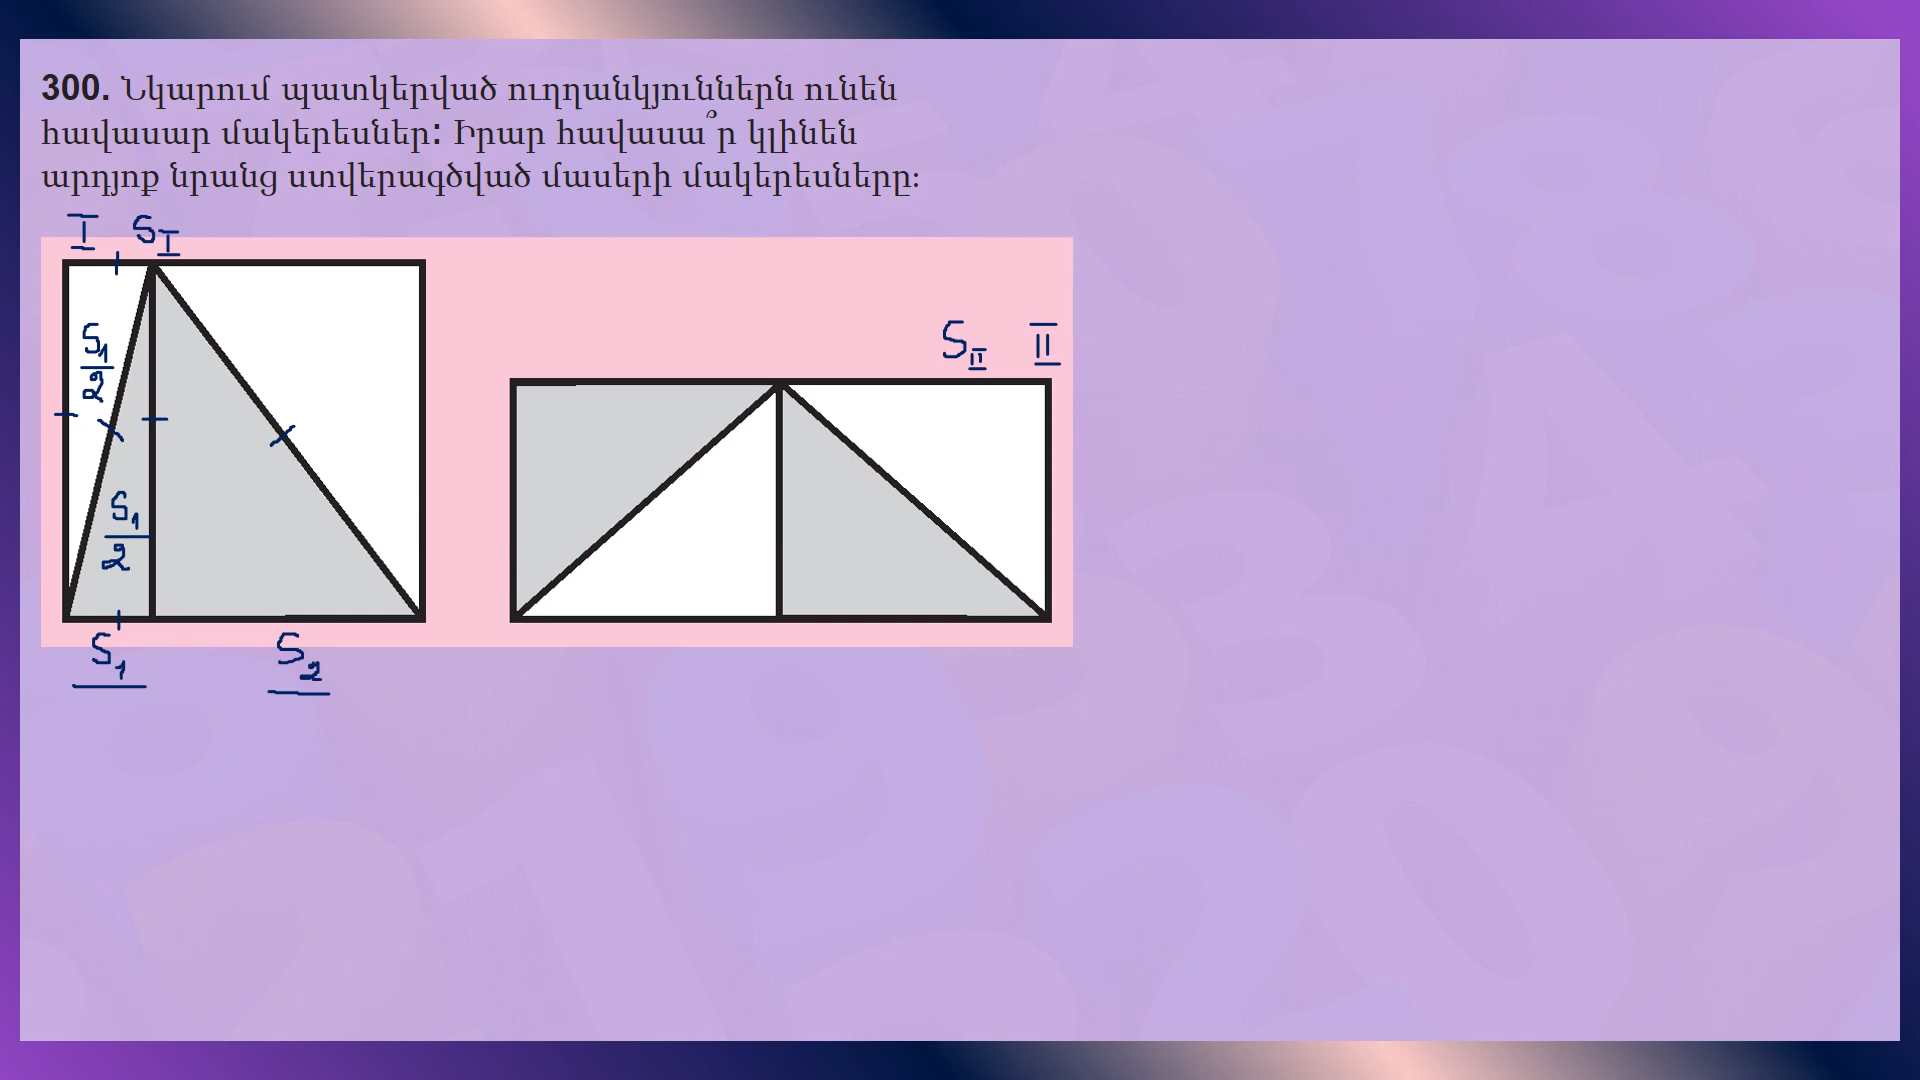 300. Նկարում պատկերված ուղղանկյուններն ունեն
հավասար մակերեսներ: Իրար հավասա՞ր կլինեն
արդյոք նրանց ստվերագծված մասերի մակերեսները։
I S_I
S_1/2
S_1/2
S_1 S_2
S_II II